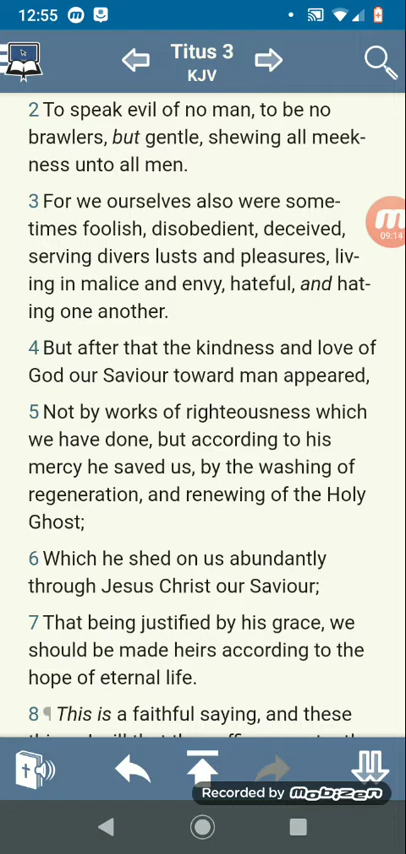 12:55
Titus 3
KJV
2 To speak evil of no man, to be no
brawlers, but gentle, shewing all meek-
ness unto all men.
3 For we ourselves also were some-
times foolish, disobedient, deceived,
serving divers lusts and pleasures, liv-
ing in malice and envy, hateful, and hat-
ing one another.
09:14
4 But after that the kindness and love of
God our Saviour toward man appeared,
5 Not by works of righteousness which
we have done, but according to his
mercy he saved us, by the washing of
regeneration, and renewing of the Holy
Ghost;
6 Which he shed on us abundantly
through Jesus Christ our Saviour;
7 That being justified by his grace, we
should be made heirs according to the
hope of eternal life.
8 ¶ This is a faithful saying, and these
Recorded by mobizen